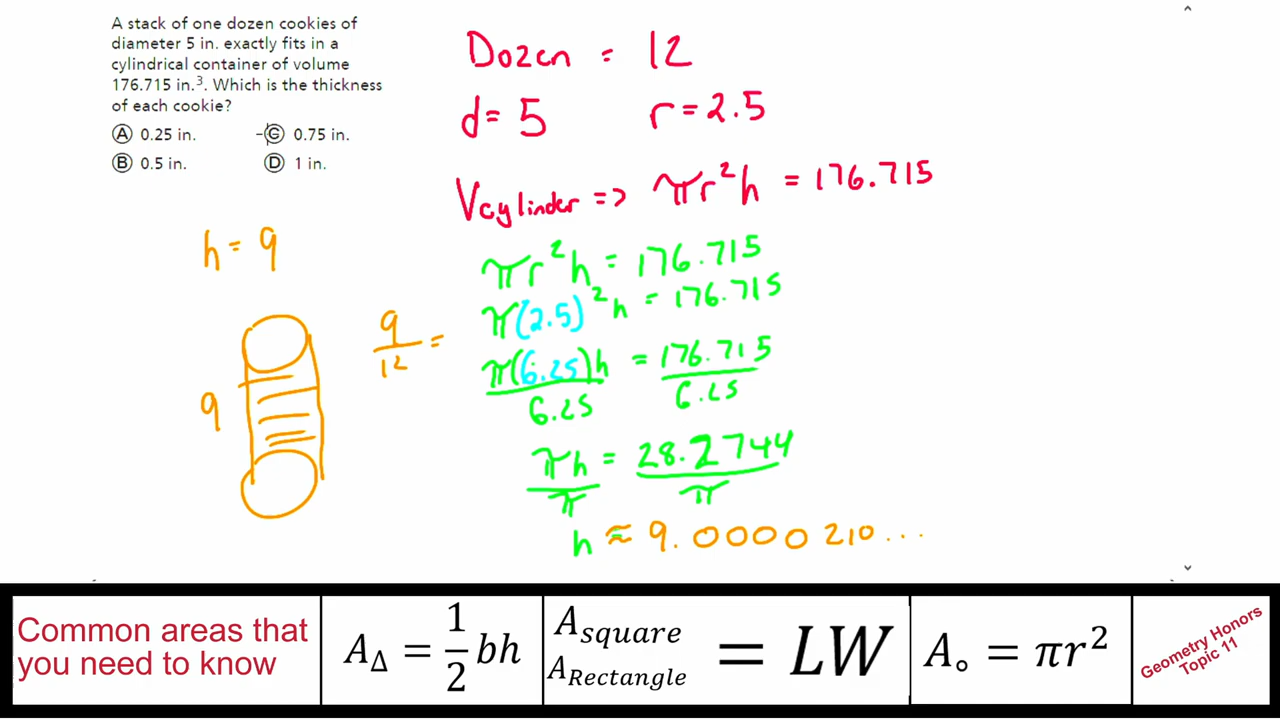 A stack of one dozen cookies of
diameter 5 in. exactly fits in a
cylindrical container of volume
176.715 in.³. Which is the thickness
of each cookie?
Ⓐ 0.25 in. Ⓒ 0.75 in.
Ⓑ 0.5 in. Ⓓ 1 in.
Dozen = 12
d = 5 r = 2.5
Vcylinder => πr²h = 176.715
h = 9
πr²h = 176.715
π(2.5)²h = 176.715
9/12 =
π(6.25)h/6.25 = 176.715/6.25
9
πh/π = 28.2744/π
h ≈ 9.0000210...
Common areas that
you need to know
A_Δ = 1/2 bh
A_square
A_Rectangle = LW
A_∘ = πr²
Geometry Honors
Topic 11